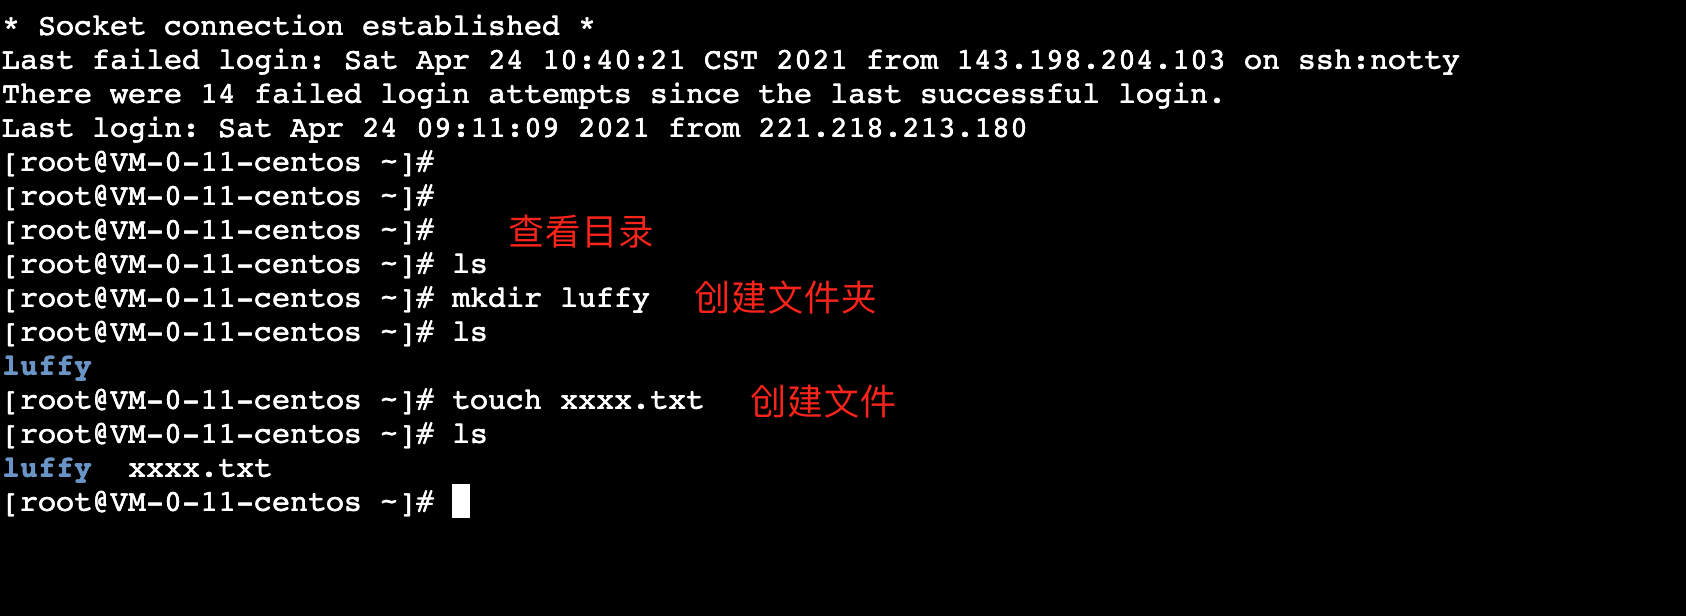 * Socket connection established *
Last failed login: Sat Apr 24 10:40:21 CST 2021 from 143.198.204.103 on ssh:notty
There were 14 failed login attempts since the last successful login.
Last login: Sat Apr 24 09:11:09 2021 from 221.218.213.180
[root@VM-0-11-centos ~]#
[root@VM-0-11-centos ~]#
[root@VM-0-11-centos ~]# 查看目录
[root@VM-0-11-centos ~]# ls
[root@VM-0-11-centos ~]# mkdir luffy 创建文件夹
[root@VM-0-11-centos ~]# ls
luffy
[root@VM-0-11-centos ~]# touch xxxx.txt 创建文件
[root@VM-0-11-centos ~]# ls
luffy  xxxx.txt
[root@VM-0-11-centos ~]#